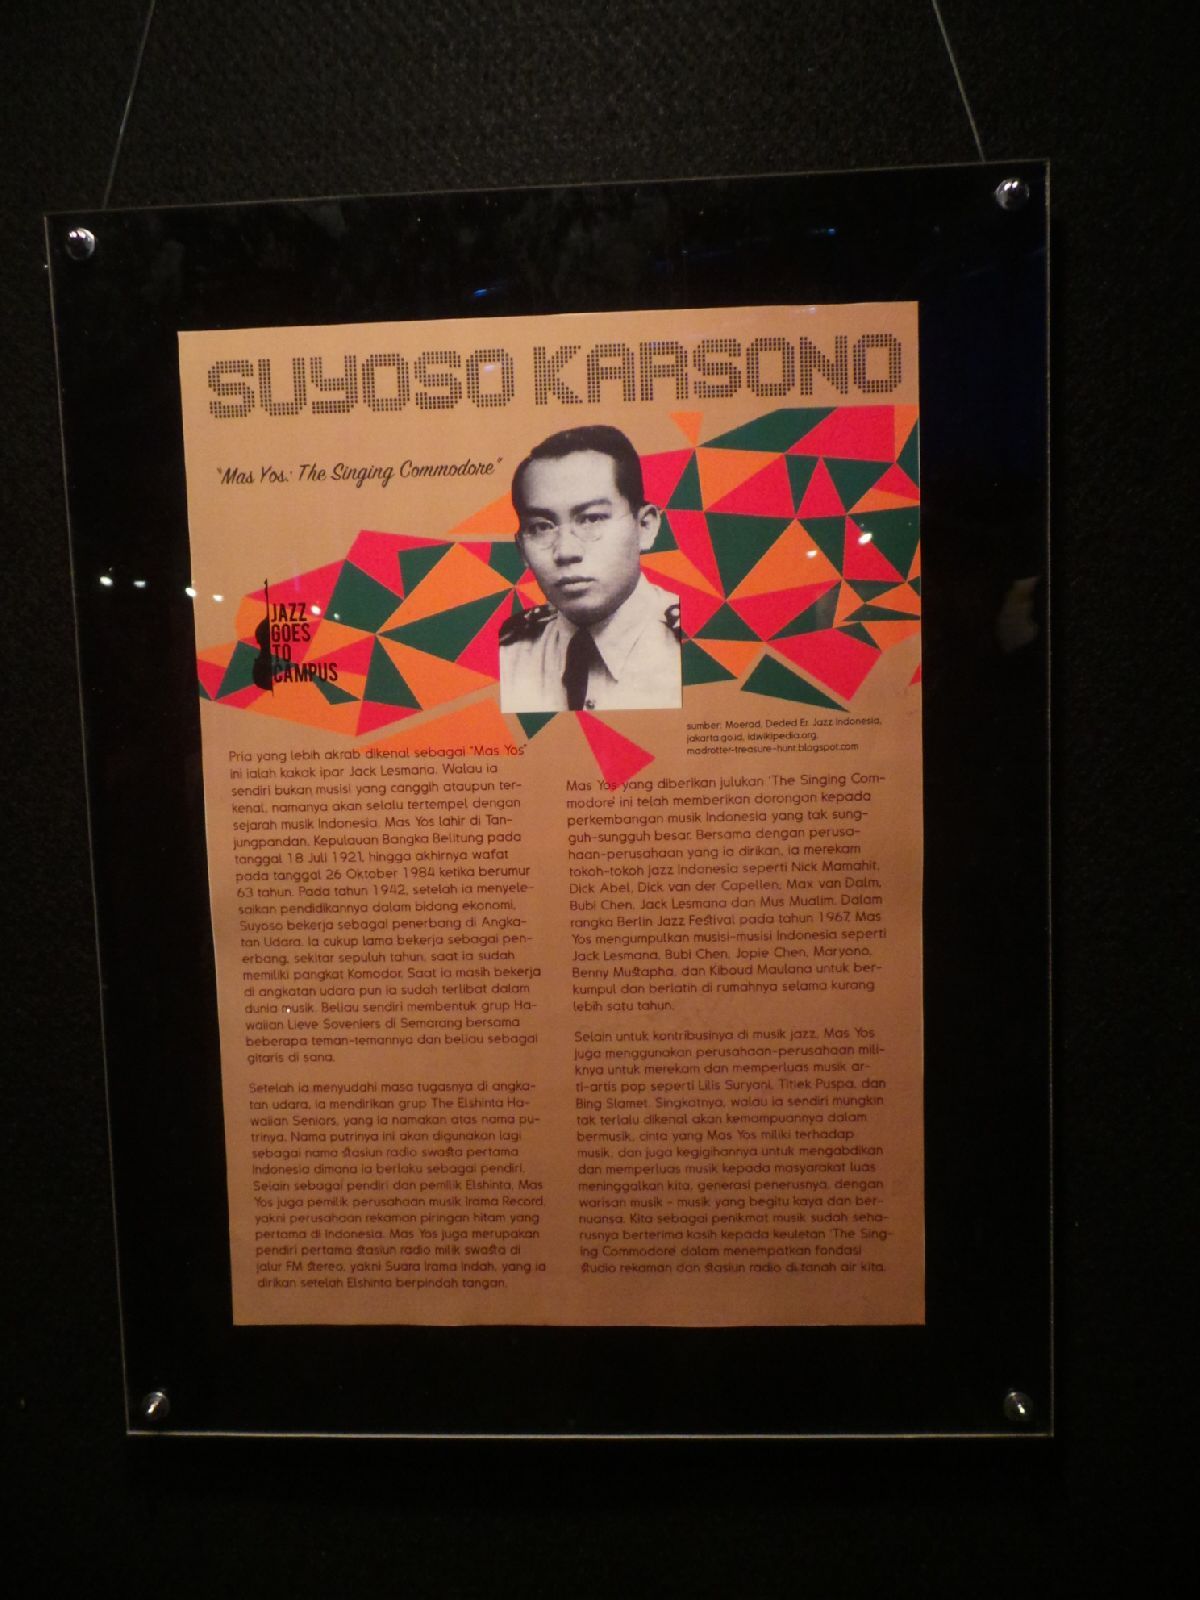 SUYOSO KARSONO
"Mas Yos: The Singing Commodore"
JAZZ
GOES
TO
CAMPUS
Pria yang lebih akrab dikenal sebagai "Mas Yos"
ini ialah kakak ipar Jack Lesmana. Walau ia
sendiri bukan musisi yang canggih ataupun ter-
kenal, namanya akan selalu tertempel dengan
sejarah musik Indonesia. Mas Yos lahir di Tan-
jungpandan, Kepulauan Bangka Belitung pada
tanggal 18 Juli 1921, hingga akhirnya wafat
pada tanggal 26 Oktober 1984 ketika berumur
63 tahun. Pada tahun 1942, setelah ia menyele-
saikan pendidikannya dalam bidang ekonomi,
Suyoso bekerja sebagai penerbang di Angka-
tan Udara. Ia cukup lama bekerja sebagai pen-
erbang, sekitar sepuluh tahun, saat ia sudah
memiliki pangkat Komodor. Saat ia masih bekerja
di angkatan udara pun ia sudah terlibat dalam
dunia musik. Beliau sendiri membentuk grup Ha-
waiian Lieve Soveniers di Semarang bersama
beberapa teman-temannya dan beliau sebagai
gitaris di sana.
Setelah ia menyudahi masa tugasnya di angka-
tan udara, ia mendirikan grup The Elshinta Ha-
waiian Seniors, yang ia namakan atas nama pu-
trinya. Nama putrinya ini akan digunakan lagi
sebagai nama stasiun radio swasta pertama
Indonesia dimana ia berlaku sebagai pendiri.
Selain sebagai pendiri dan pemilik Elshinta, Mas
Yos juga pemilik perusahaan musik Irama Record,
yakni perusahaan rekaman piringan hitam yang
pertama di Indonesia. Mas Yos juga merupakan
pendiri pertama stasiun radio milik swasta di
jalur FM Stereo, yakni Suara Irama Indah, yang ia
dirikan setelah Elshinta berpindah tangan.
sumber: Moerad, Deded Er. Jazz Indonesia,
jakarta.go.id, id.wikipedia.org.
madrotter-treasure-hunt.blogspot.com
Mas Yos yang diberikan julukan 'The Singing Com-
modore' ini telah memberikan dorongan kepada
perkembangan musik Indonesia yang tak sung-
guh-sungguh besar. Bersama dengan perusa-
haan-perusahaan yang ia dirikan, ia merekam
tokoh-tokoh jazz Indonesia seperti Nick Mamahit,
Dick Abel, Dick van der Capellen, Max van Dalm,
Bubi Chen, Jack Lesmana dan Mus Mualim. Dalam
rangka Berlin Jazz Festival pada tahun 1967, Mas
Yos mengumpulkan musisi-musisi Indonesia seperti
Jack Lesmana, Bubi Chen, Jopie Chen, Maryono,
Benny Mustapha, dan Kiboud Maulana untuk ber-
kumpul dan berlatih di rumahnya selama kurang
lebih satu tahun.
Selain untuk kontribusinya di musik jazz, Mas Yos
juga menggunakan perusahaan-perusahaan mili-
knya untuk merekam dan memperluas musik ar-
ti-artis pop seperti Lilis Suryani, Titiek Puspa, dan
Bing Slamet. Singkatnya, walau ia sendiri mungkin
tak terlalu dikenal akan kemampuannya dalam
bermusik, cinta yang Mas Yos miliki terhadap
musik, dan juga kegigihannya untuk mengabdikan
dan memperluas musik kepada masyarakat luas
meninggalkan kita, generasi penerusnya, dengan
warisan musik - musik yang begitu kaya dan ber-
nuansa. Kita sebagai penikmat musik sudah seha-
rusnya berterima kasih kepada keuletan 'The Sing-
ing Commodore' dalam menempatkan fondasi
studio rekaman dan stasiun radio di tanah air kita.